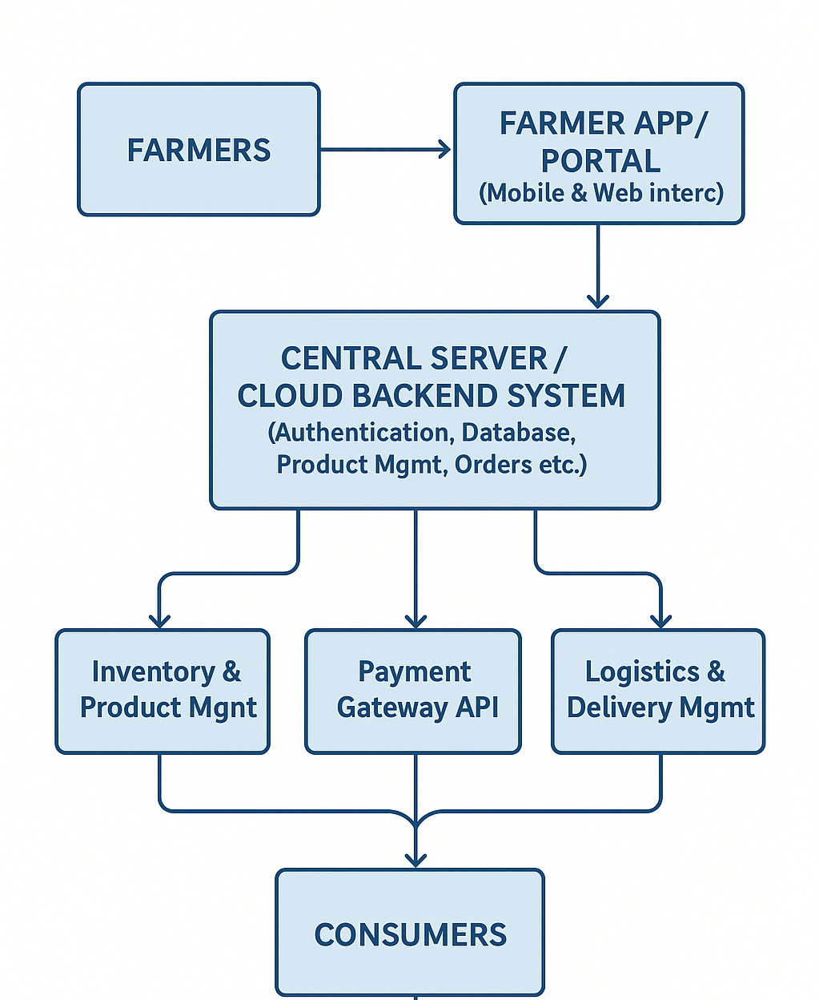 FARMERS
FARMER APP/
PORTAL
(Mobile & Web interc)
CENTRAL SERVER /
CLOUD BACKEND SYSTEM
(Authentication, Database,
Product Mgmt, Orders etc.)
Inventory &
Product Mgnt
Payment
Gateway API
Logistics &
Delivery Mgmt
CONSUMERS